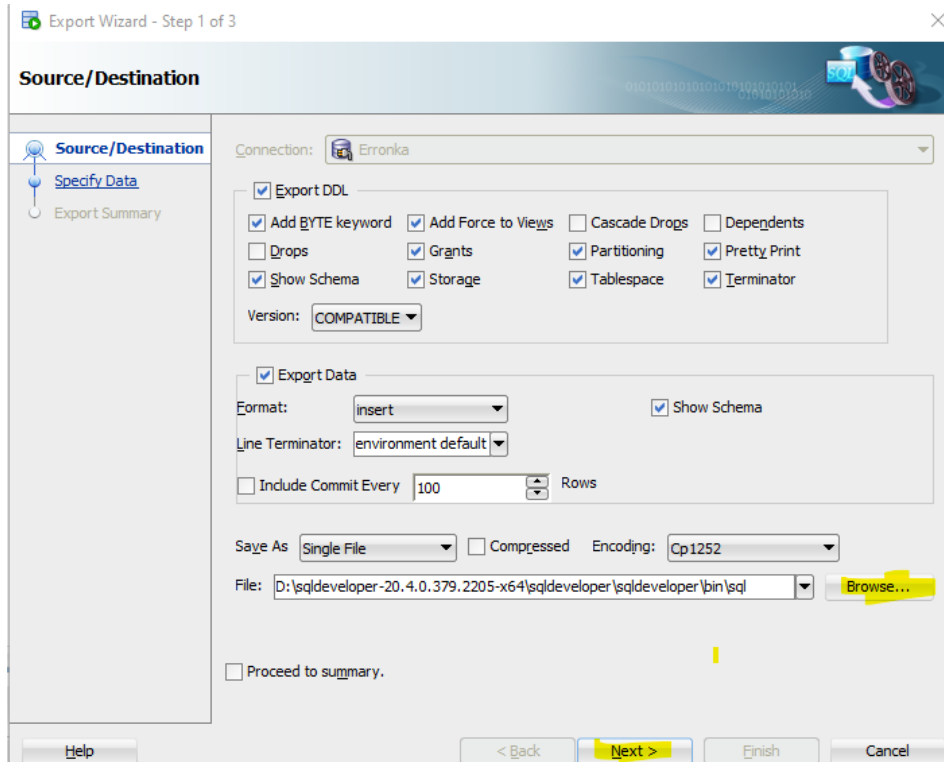 Export Wizard - Step 1 of 3
Source/Destination
SQL
Source/Destination
Specify Data
Export Summary
Connection: Erronka
Export DDL
Add BYTE keyword Add Force to Views Cascade Drops Dependents
Drops Grants Partitioning Pretty Print
Show Schema Storage Tablespace Terminator
Version: COMPATIBLE
Export Data
Format: insert Show Schema
Line Terminator: environment default
Include Commit Every 100 Rows
Save As Single File Compressed Encoding: Cp1252
File: D:\sqldeveloper-20.4.0.379.2205-x64\sqldeveloper\sqldeveloper\bin\sql Browse...
Proceed to summary.
Help < Back Next > Finish Cancel